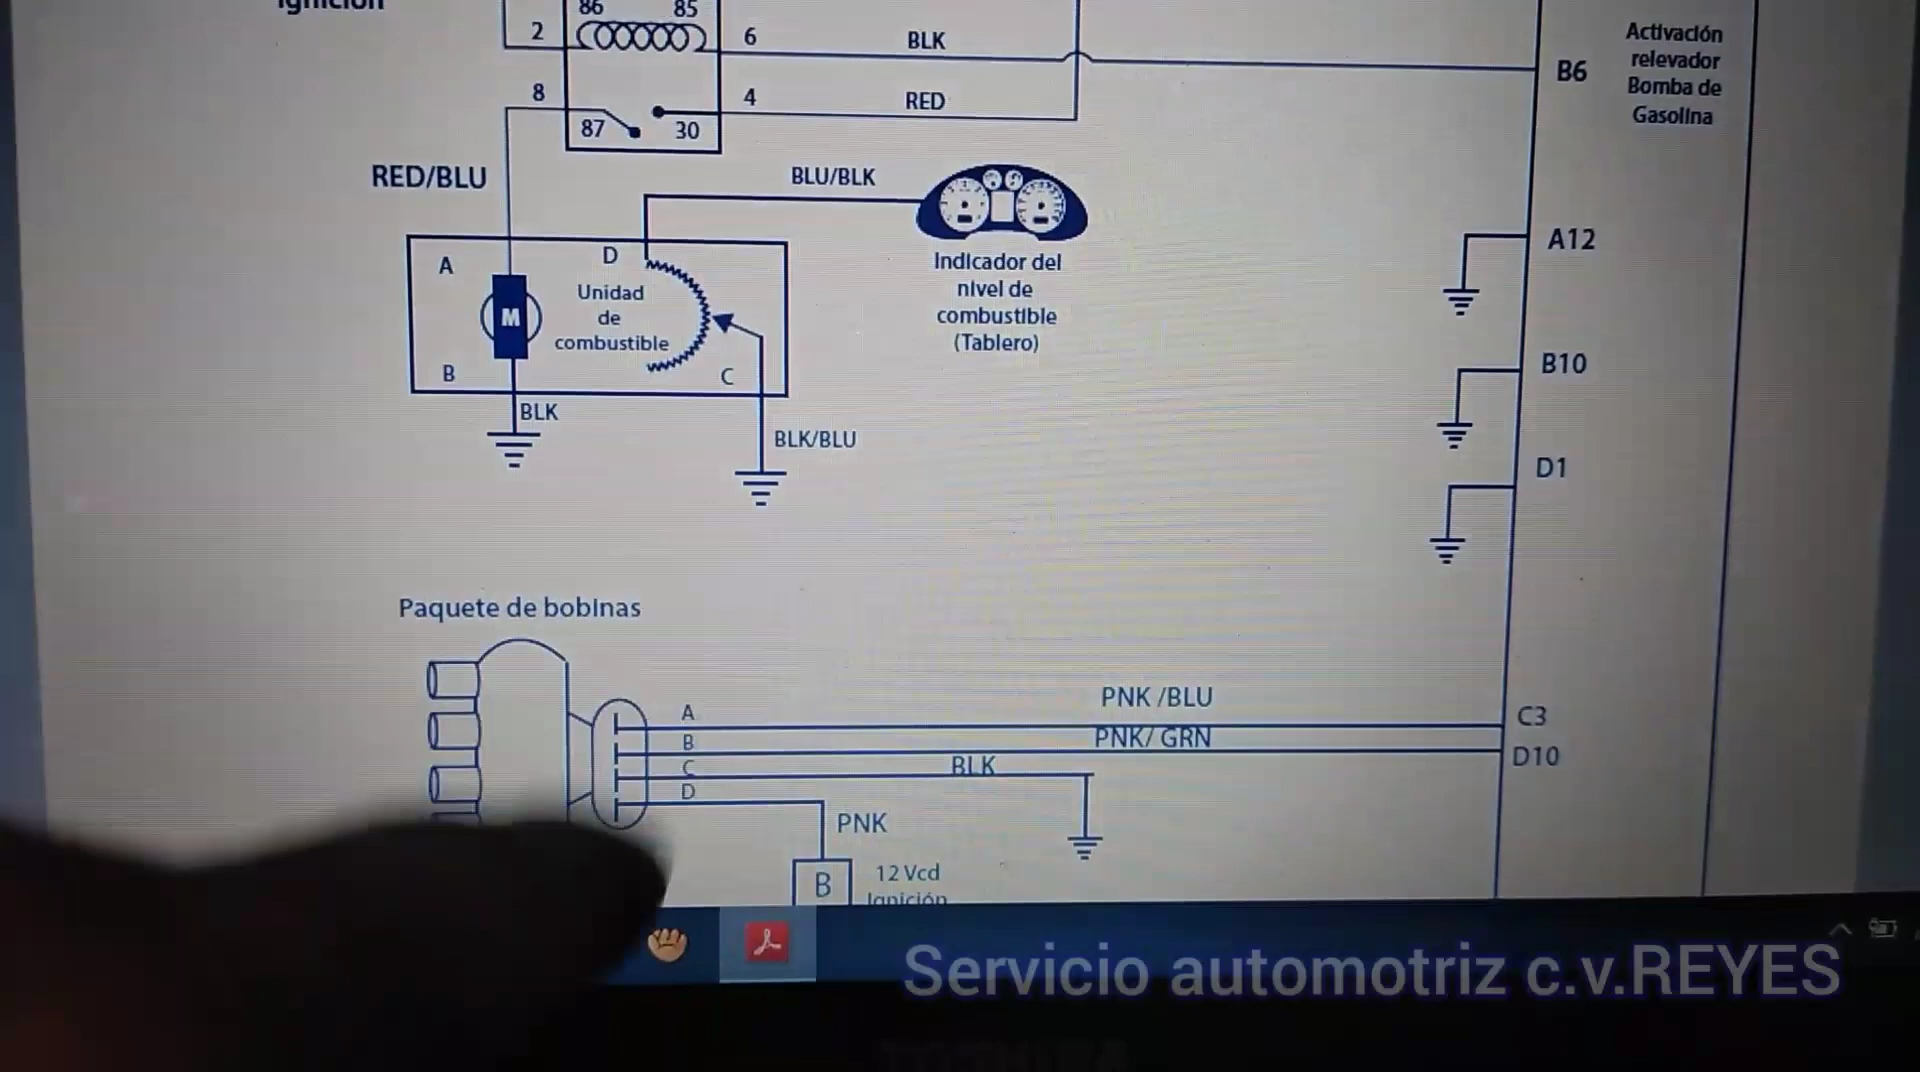 Ignición
86 85
2
6
BLK
8
4
RED
87 30
B6
Activación
relevador
Bomba de
Gasolina
RED/BLU
BLU/BLK
A
D
Unidad
de
combustible
M
B
C
BLK
BLK/BLU
Indicador del
nivel de
combustible
(Tablero)
A12
B10
D1
Paquete de bobinas
A
PNK /BLU
C3
B
PNK/ GRN
D10
C
BLK
D
PNK
B
12 Vcd
Ignición
Servicio automotriz c.v.REYES